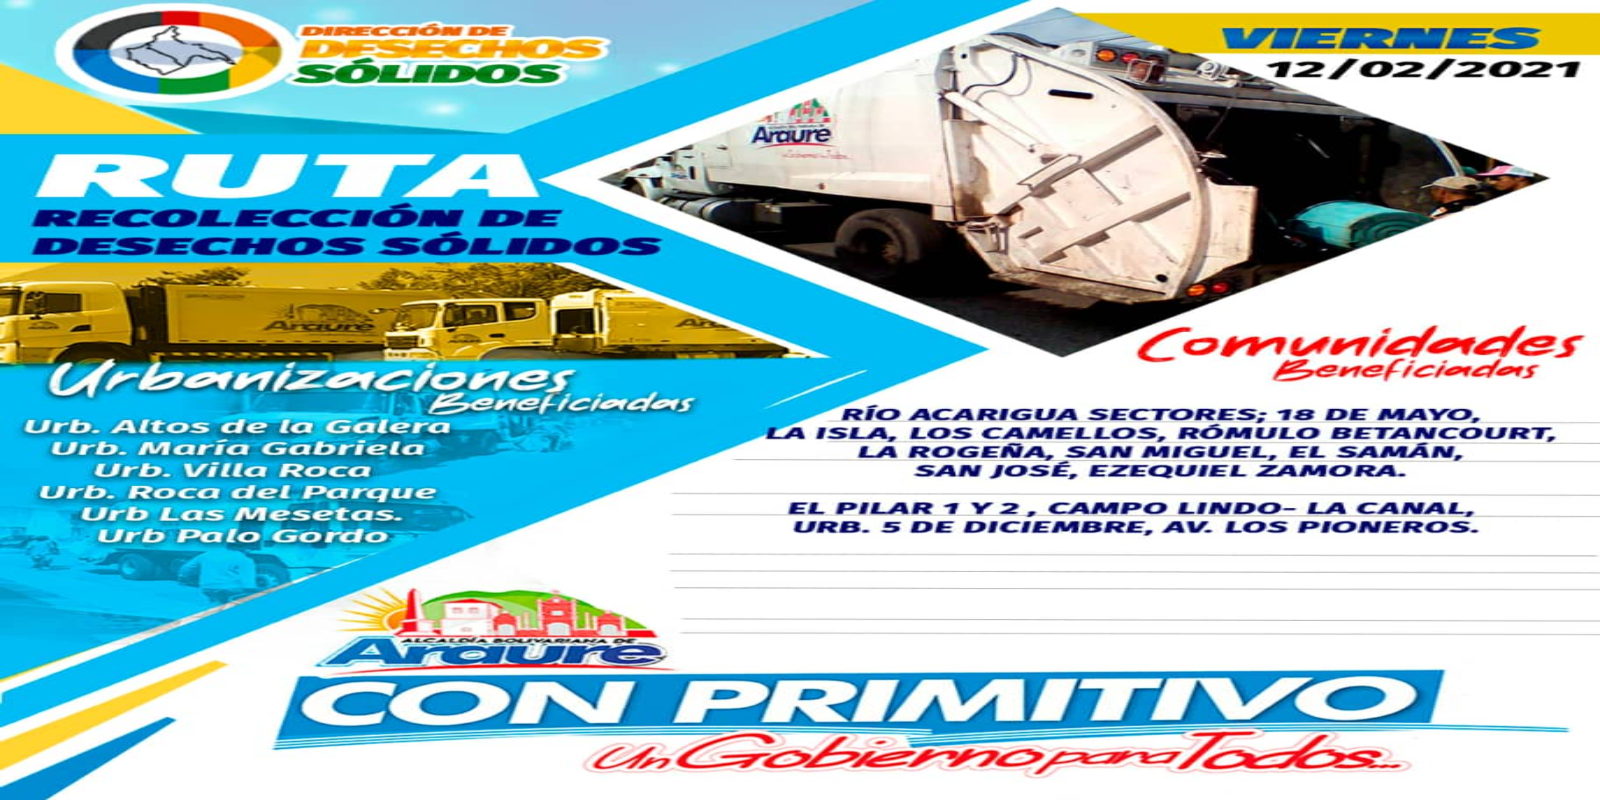 DIRECCIÓN DE
DESECHOS
SÓLIDOS
VIERNES
12/02/2021
RUTA
RECOLECCIÓN DE
DESECHOS SÓLIDOS
Araure
Araure
Urbanizaciones
Beneficiadas
Urb. Altos de la Galera
Urb. María Gabriela
Urb. Villa Roca
Urb. Roca del Parque
Urb Las Mesetas.
Urb Palo Gordo
Comunidades
Beneficiadas
RÍO ACARIGUA SECTORES; 18 DE MAYO,
LA ISLA, LOS CAMELLOS, RÓMULO BETANCOURT,
LA ROGEÑA, SAN MIGUEL, EL SAMÁN,
SAN JOSÉ, EZEQUIEL ZAMORA.
EL PILAR 1 Y 2 , CAMPO LINDO- LA CANAL,
URB. 5 DE DICIEMBRE, AV. LOS PIONEROS.
ALCALDÍA BOLIVARIANA DE
Araure
CON PRIMITIVO
Un Gobierno para Todos...